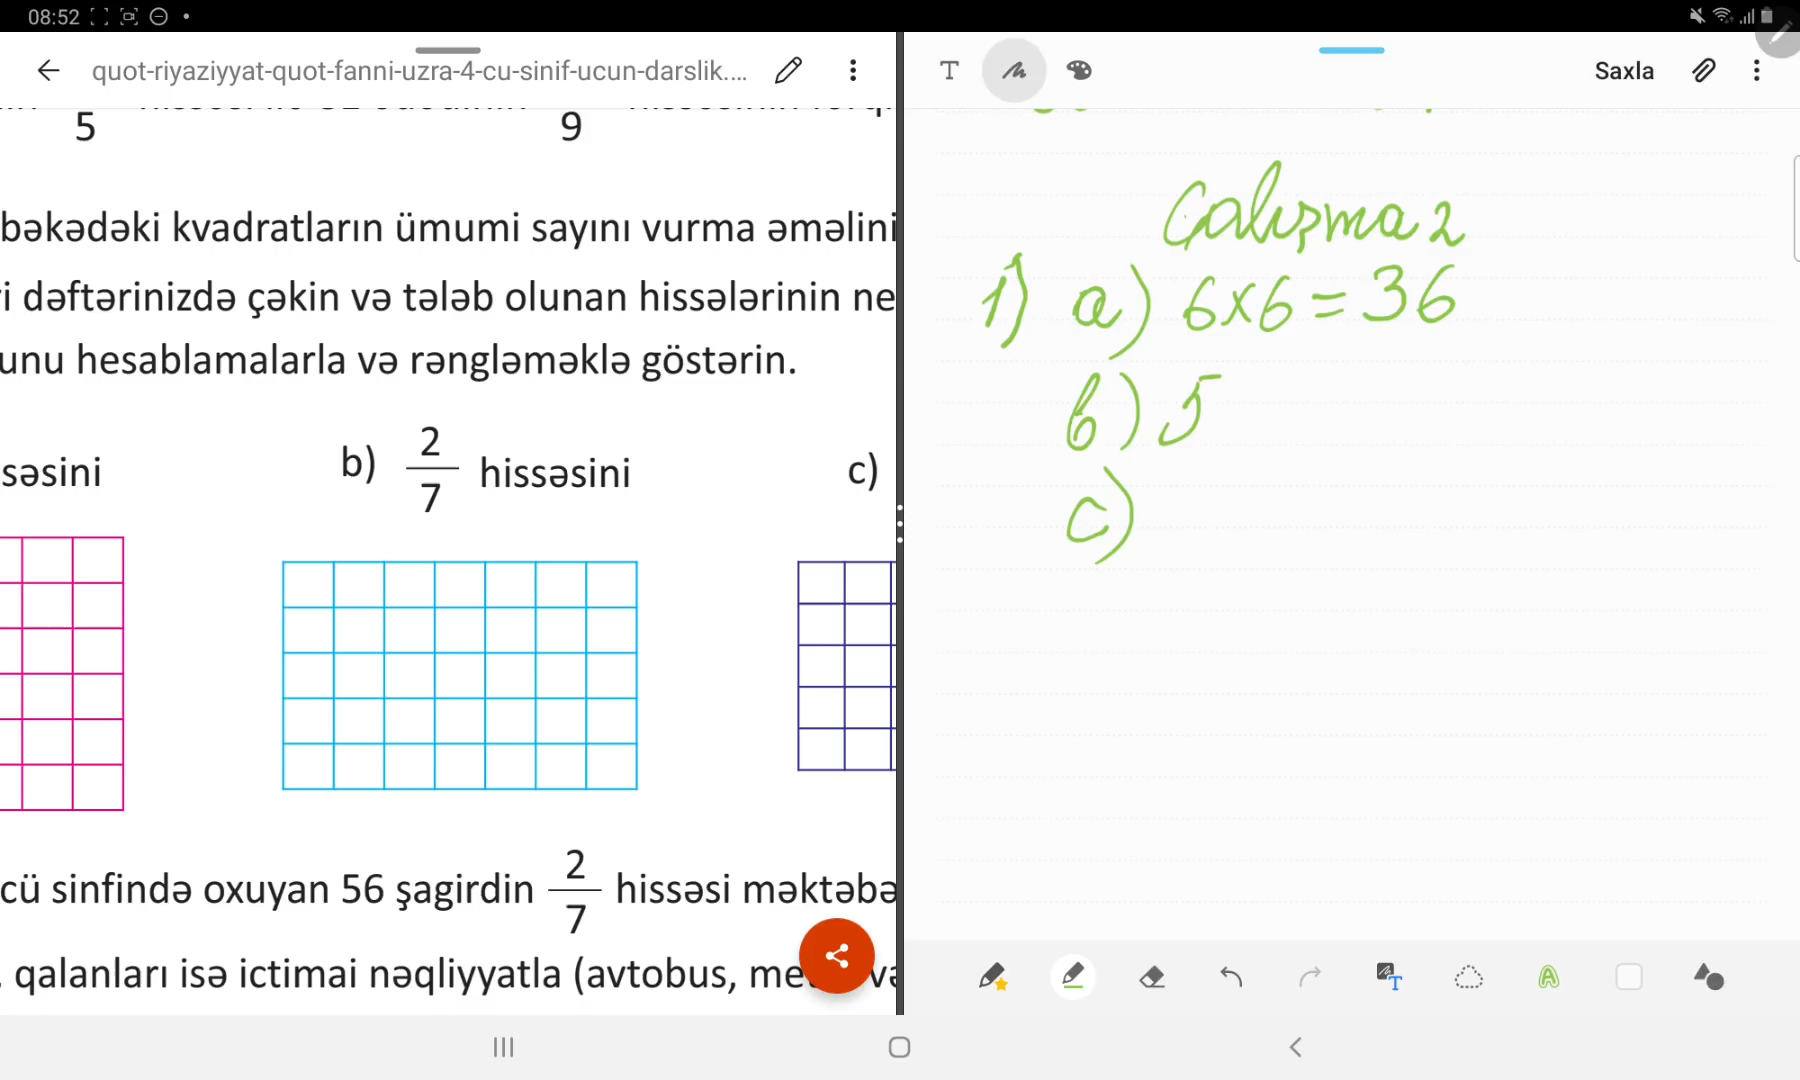 08:52
quot-riyaziyyat-quot-fanni-uzra-4-cu-sinif-ucun-darslik....
5 9
bəkədəki kvadratların ümumi sayını vurma əməlini
i dəftərinizdə çəkin və tələb olunan hissələrinin ne
unu hesablamalarla və rəngləməklə göstərin.
səsini b) 2/7 hissəsini c)
cü sinfində oxuyan 56 şagirdin 2/7 hissəsi məktəbə
qalanları isə ictimai nəqliyyatla (avtobus,
T Saxla
Çalışma 2
1) a) 6x6=36
b) 5
c)